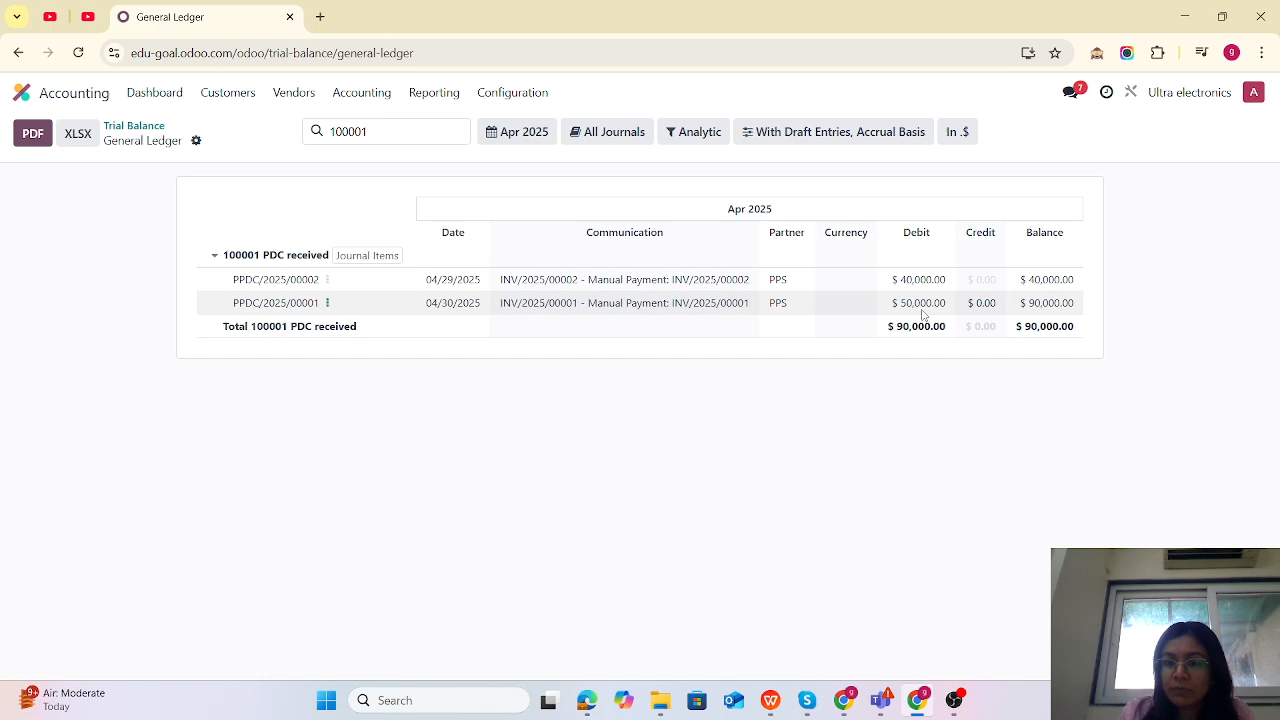 General Ledger
edu-goal.odoo.com/odoo/trial-balance/general-ledger
g
Accounting Dashboard Customers Vendors Accounting Reporting Configuration
7 Ultra electronics A
PDF XLSX Trial Balance
General Ledger
100001 Apr 2025 All Journals Analytic With Draft Entries, Accrual Basis In .$
Apr 2025
Date Communication Partner Currency Debit Credit Balance
100001 PDC received Journal Items
PPDC/2025/00002 04/29/2025 INV/2025/00002 - Manual Payment: INV/2025/00002 PPS $ 40,000.00 $ 0.00 $ 40,000.00
PPDC/2025/00001 04/30/2025 INV/2025/00001 - Manual Payment: INV/2025/00001 PPS $ 50,000.00 $ 0.00 $ 90,000.00
Total 100001 PDC received $ 90,000.00 $ 0.00 $ 90,000.00
9+ Air: Moderate
Today
Search